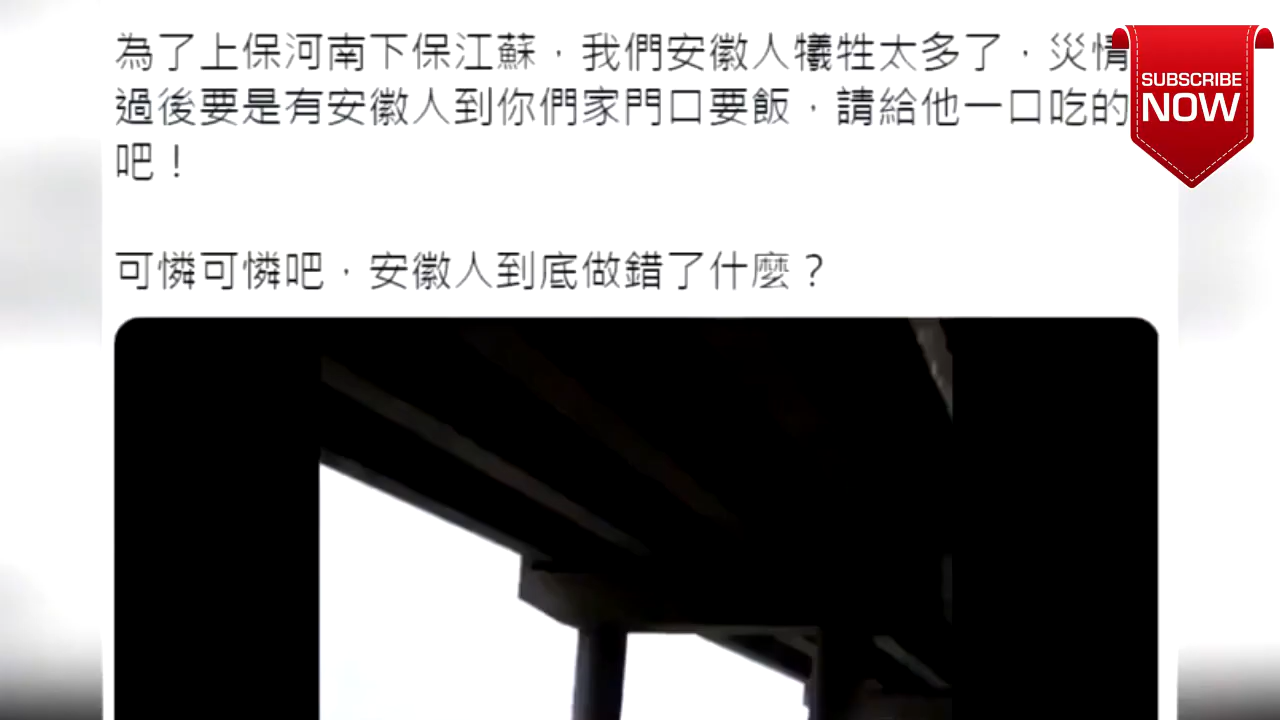 為了上保河南下保江蘇，我們安徽人犧牲太多了，災情
過後要是有安徽人到你們家門口要飯，請給他一口吃的
吧！
可憐可憐吧，安徽人到底做錯了什麼？
SUBSCRIBE
NOW